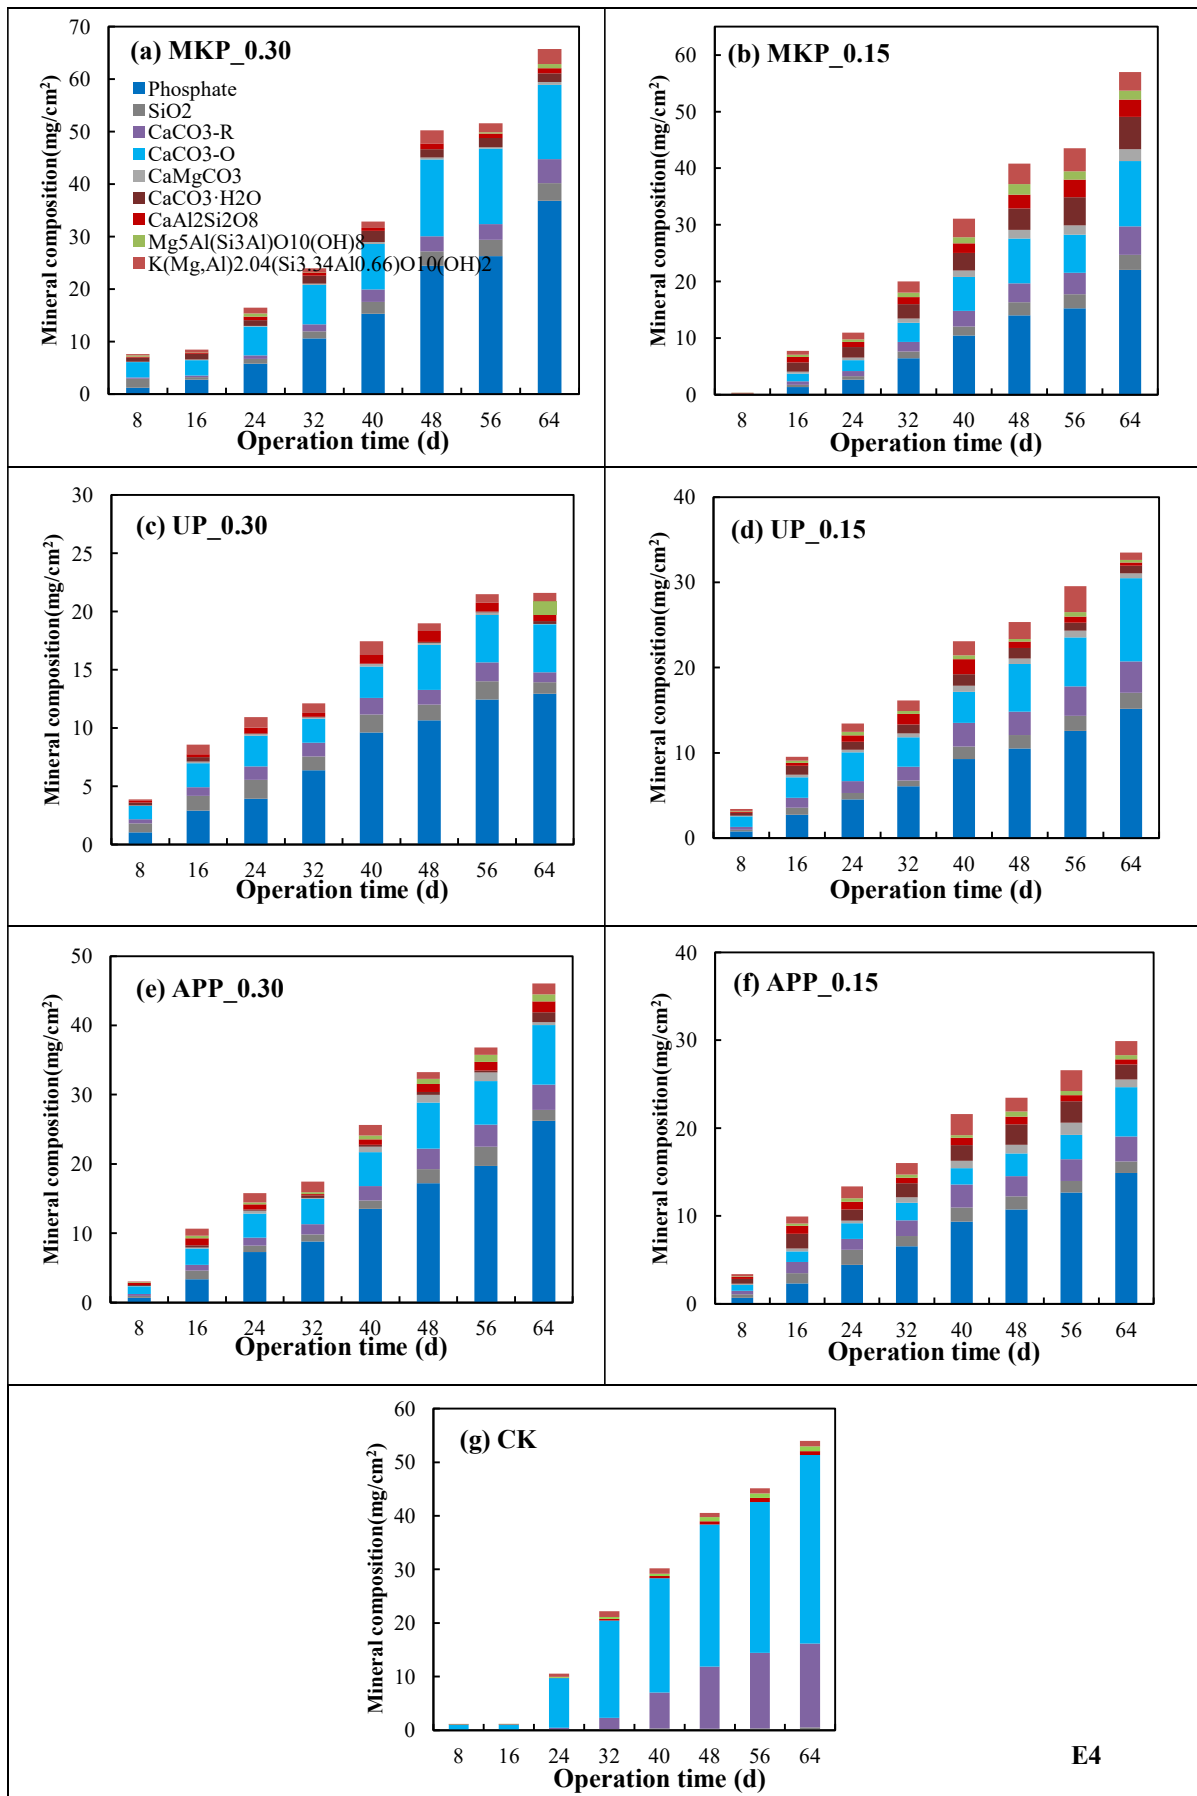 (a) MKP_0.30
Mineral composition(mg/cm²)
70
60
50
40
30
20
10
0
Phosphate
SiO2
CaCO3-R
CaCO3-O
CaMgCO3
CaCO3·H2O
CaAl2Si2O8
Mg5Al(Si3Al)O10(OH)8
K(Mg,Al)2.04(Si3.34Al0.66)O10(OH)2
8 16 24 32 40 48 56 64
Operation time (d)
(b) MKP_0.15
Mineral composition(mg/cm²)
60
50
40
30
20
10
0
8 16 24 32 40 48 56 64
Operation time (d)
(c) UP_0.30
Mineral composition(mg/cm²)
30
25
20
15
10
5
0
8 16 24 32 40 48 56 64
Operation time (d)
(d) UP_0.15
Mineral composition(mg/cm²)
40
30
20
10
0
8 16 24 32 40 48 56 64
Operation time (d)
(e) APP_0.30
Mineral composition(mg/cm²)
50
40
30
20
10
0
8 16 24 32 40 48 56 64
Operation time (d)
(f) APP_0.15
Mineral composition(mg/cm²)
40
30
20
10
0
8 16 24 32 40 48 56 64
Operation time (d)
(g) CK
Mineral composition(mg/cm²)
60
50
40
30
20
10
0
8 16 24 32 40 48 56 64
Operation time (d)
E4